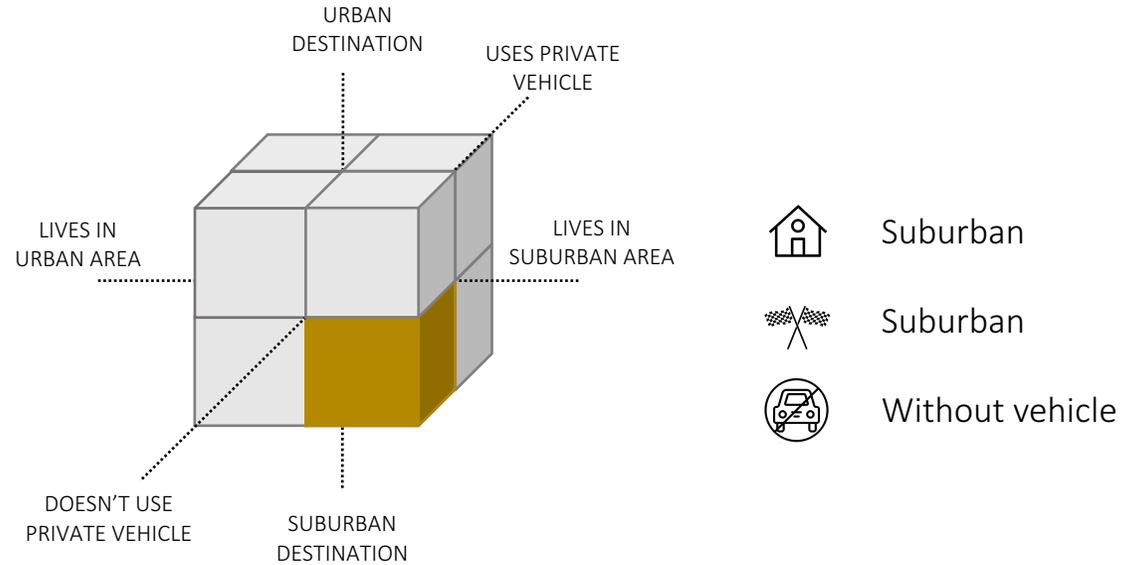 URBAN
DESTINATION
USES PRIVATE
VEHICLE
LIVES IN
URBAN AREA
LIVES IN
SUBURBAN AREA
DOESN’T USE
PRIVATE VEHICLE
SUBURBAN
DESTINATION
Suburban
Suburban
Without vehicle